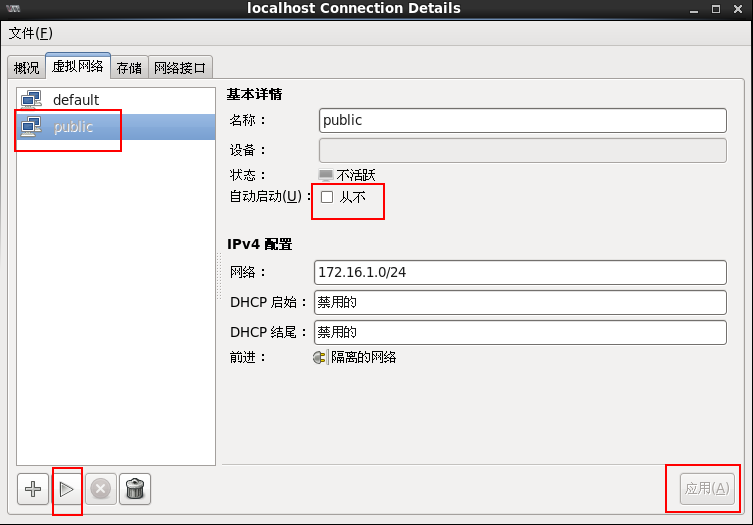 localhost Connection Details
文件(F)
概况 虚拟网络 存储 网络接口
default
public
基本详情
名称： public
设备：
状态： 不活跃
自动启动(U)： 从不
IPv4 配置
网络： 172.16.1.0/24
DHCP 启始： 禁用的
DHCP 结尾： 禁用的
前进： 隔离的网络
应用(A)